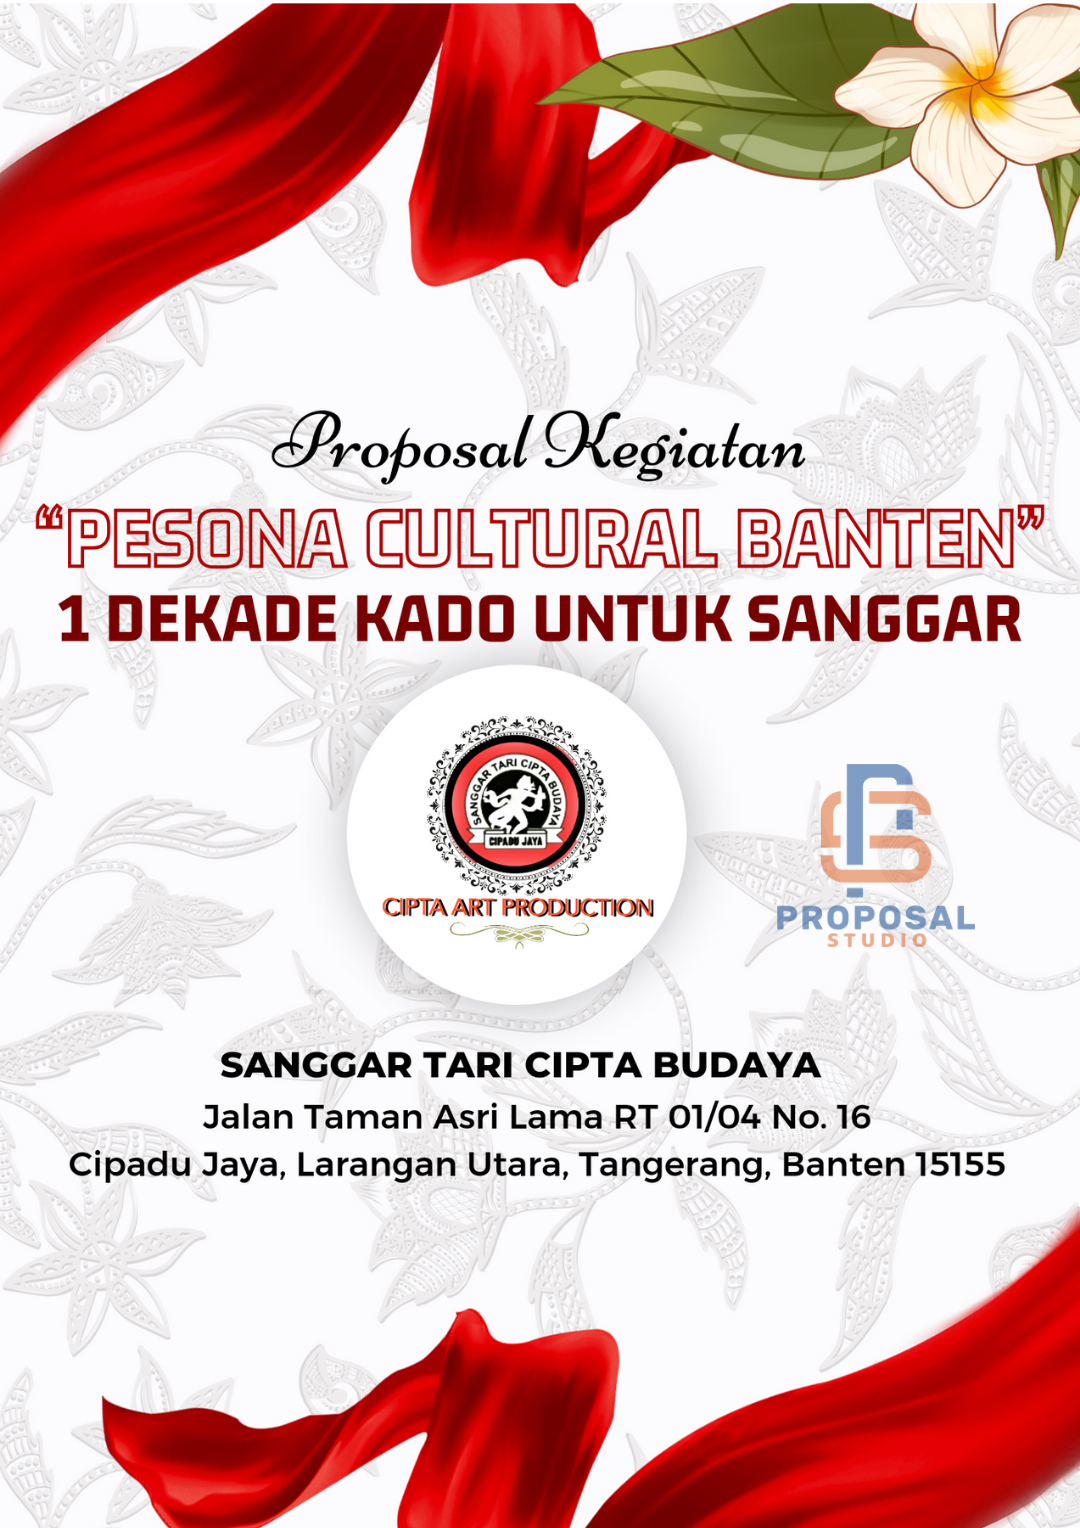 Proposal Kegiatan
“PESONA CULTURAL BANTEN”
1 DEKADE KADO UNTUK SANGGAR
SANGGAR TARI CIPTA BUDAYA
CIPADU JAYA
CIPTA ART PRODUCTION
PROPOSAL
STUDIO
SANGGAR TARI CIPTA BUDAYA
Jalan Taman Asri Lama RT 01/04 No. 16
Cipadu Jaya, Larangan Utara, Tangerang, Banten 15155